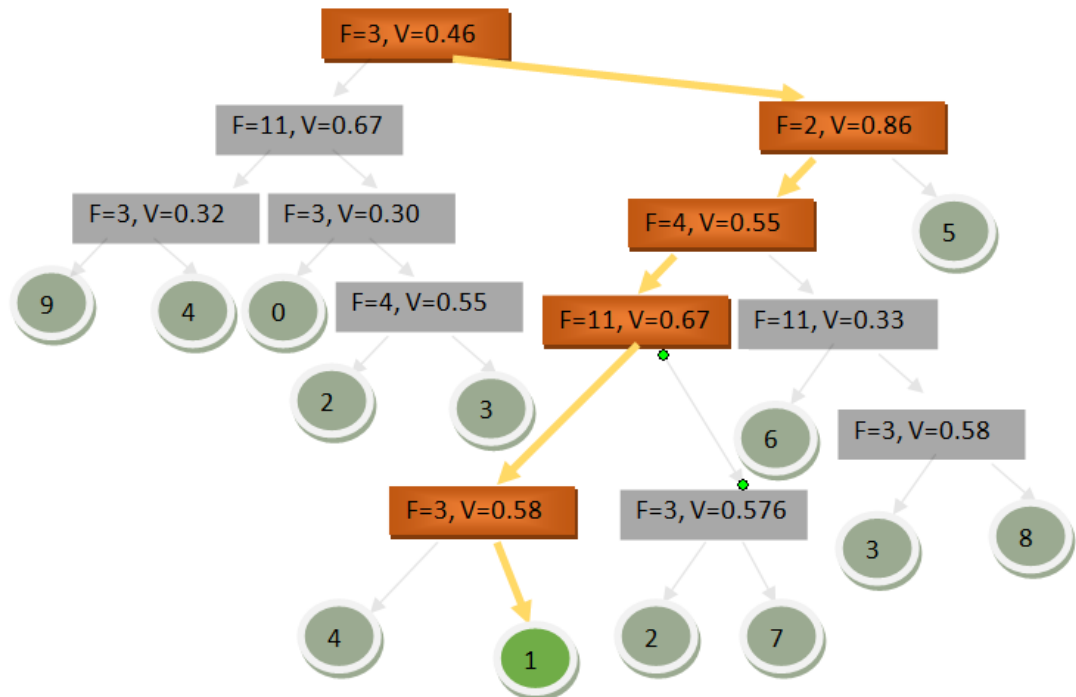 F=3, V=0.46
F=11, V=0.67
F=2, V=0.86
F=3, V=0.32
F=3, V=0.30
F=4, V=0.55
5
9
4
0
F=4, V=0.55
F=11, V=0.67
F=11, V=0.33
2
3
6
F=3, V=0.58
F=3, V=0.58
F=3, V=0.576
3
8
4
1
2
7